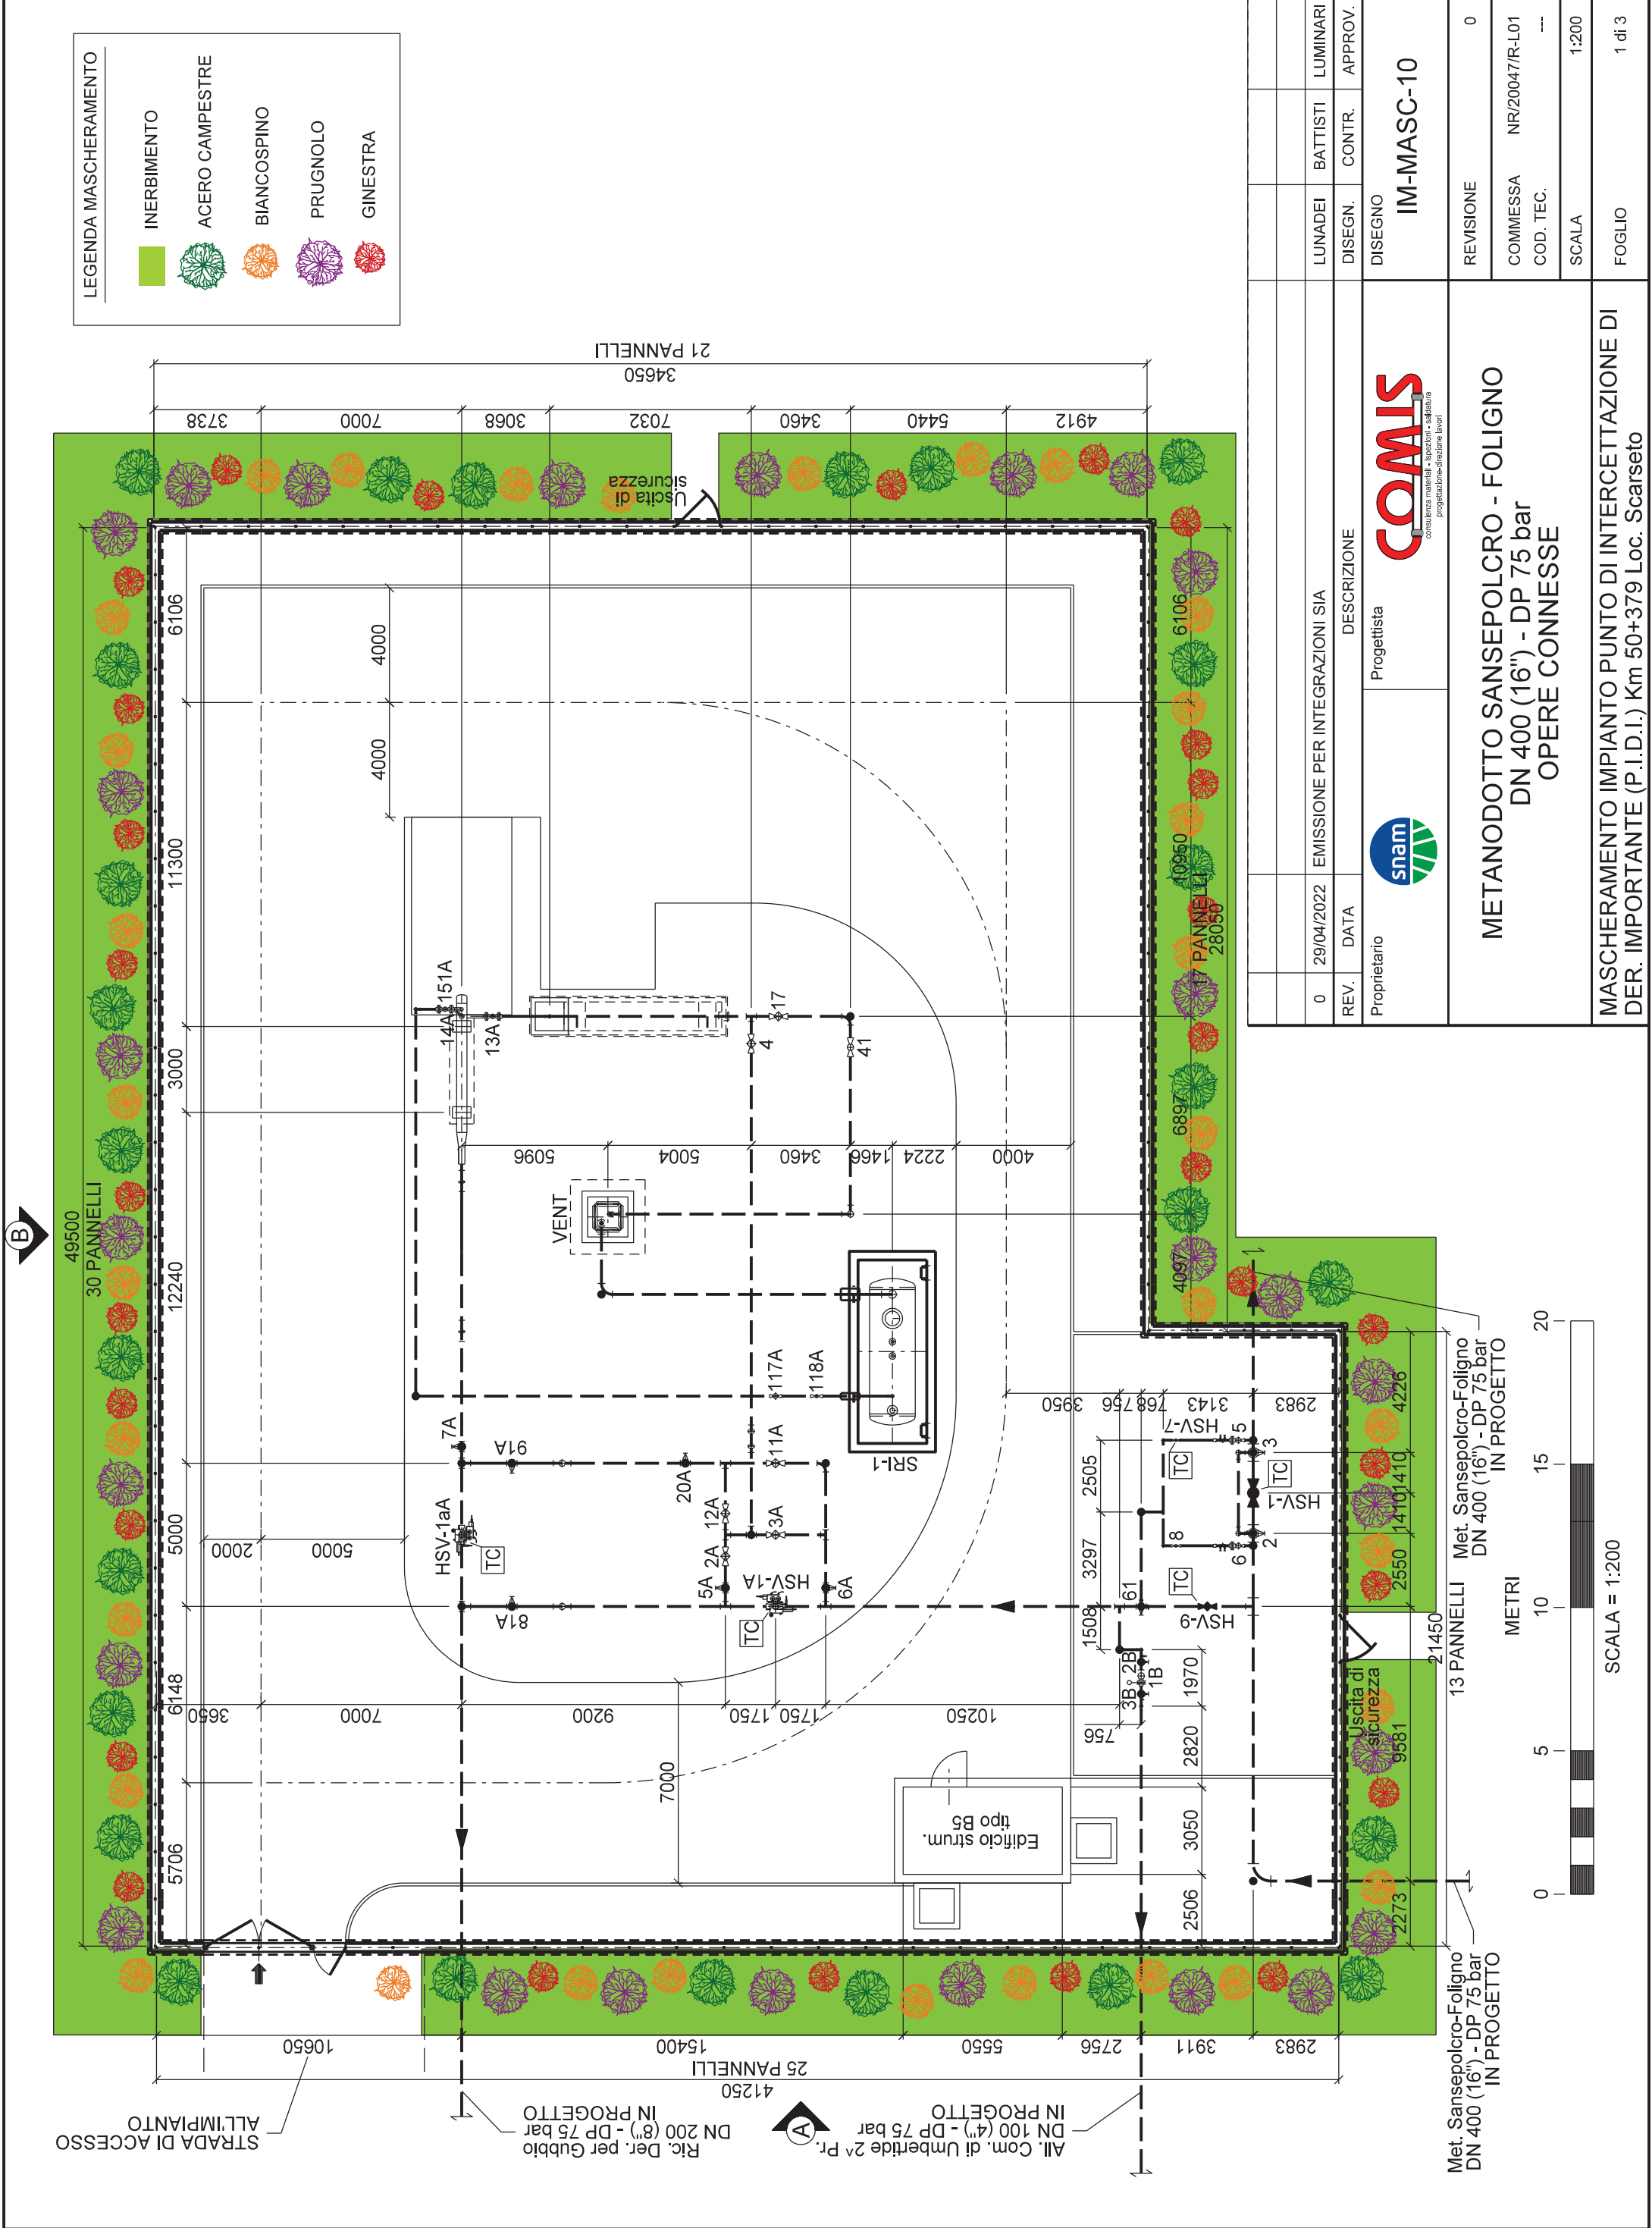 LEGENDA MASCHERAMENTO
INERBIMENTO
ACERO CAMPESTRE
BIANCOSPINO
PRUGNOLO
GINESTRA
B
49500
30 PANNELLI
5706
6148
5000
12240
3000
11300
6106
21 PANNELLI
34650
3738
7000
3068
7032
3460
5440
4912
Uscita di
sicurezza
4000
4000
2000
5000
3650
7000
9200
1750
1750
10250
7000
5096
5004
3460
1466
2224
4000
HSV-1aA
TC
7A
91A
81A
20A
12A
2A
5A
3A
11A
HSV-1A
TC
6A
117A
118A
VENT
14A
151A
13A
4
17
41
SRI-1
3950
756
768
3143
2983
2505
3297
1508
1970
2820
3050
2506
756
HSV-7
TC
5
3
TC
HSV-1
8
6
2
TC
HSV-9
61
3B
2B
1B
Edificio strum.
tipo B5
6106
10950
17 PANNELLI
28050
6897
4097
4226
1410
1410
2550
9581
2273
21450
13 PANNELLI
Uscita di
sicurezza
10650
15400
5550
2756
3911
2983
25 PANNELLI
41250
STRADA DI ACCESSO
ALL'IMPIANTO
Ric. Der. per Gubbio
DN 200 (8") - DP 75 bar
IN PROGETTO
A
All. Com. di Umbertide 2^ Pr.
DN 100 (4") - DP 75 bar
IN PROGETTO
Met. Sansepolcro-Foligno
DN 400 (16") - DP 75 bar
IN PROGETTO
Met. Sansepolcro-Foligno
DN 400 (16") - DP 75 bar
IN PROGETTO
METRI
0 5 10 15 20
SCALA = 1:200
0 29/04/2022 EMISSIONE PER INTEGRAZIONI SIA LUNADEI BATTISTI LUMINARI
REV. DATA DESCRIZIONE DISEGN. CONTR. APPROV.
Proprietario
snam
Progettista
COMIS
consulenza materiali - ispezioni - saldatura
progettazione-direzione lavori
DISEGNO
IM-MASC-10
METANODOTTO SANSEPOLCRO - FOLIGNO
DN 400 (16") - DP 75 bar
OPERE CONNESSE
REVISIONE 0
COMMESSA NR/20047/R-L01
COD. TEC. ---
SCALA 1:200
MASCHERAMENTO IMPIANTO PUNTO DI INTERCETTAZIONE DI
DER. IMPORTANTE (P.I.D.I.) Km 50+379 Loc. Scarseto
FOGLIO 1 di 3